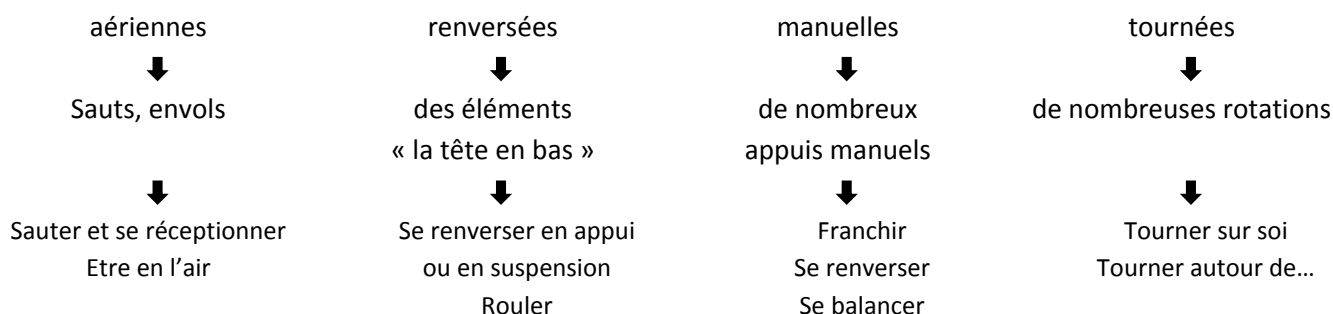 aériennes renversées manuelles tournées
Sauts, envols des éléments de nombreux de nombreuses rotations
« la tête en bas » appuis manuels
Sauter et se réceptionner Se renverser en appui Franchir Tourner sur soi
Etre en l’air ou en suspension Se renverser Tourner autour de…
Rouler Se balancer